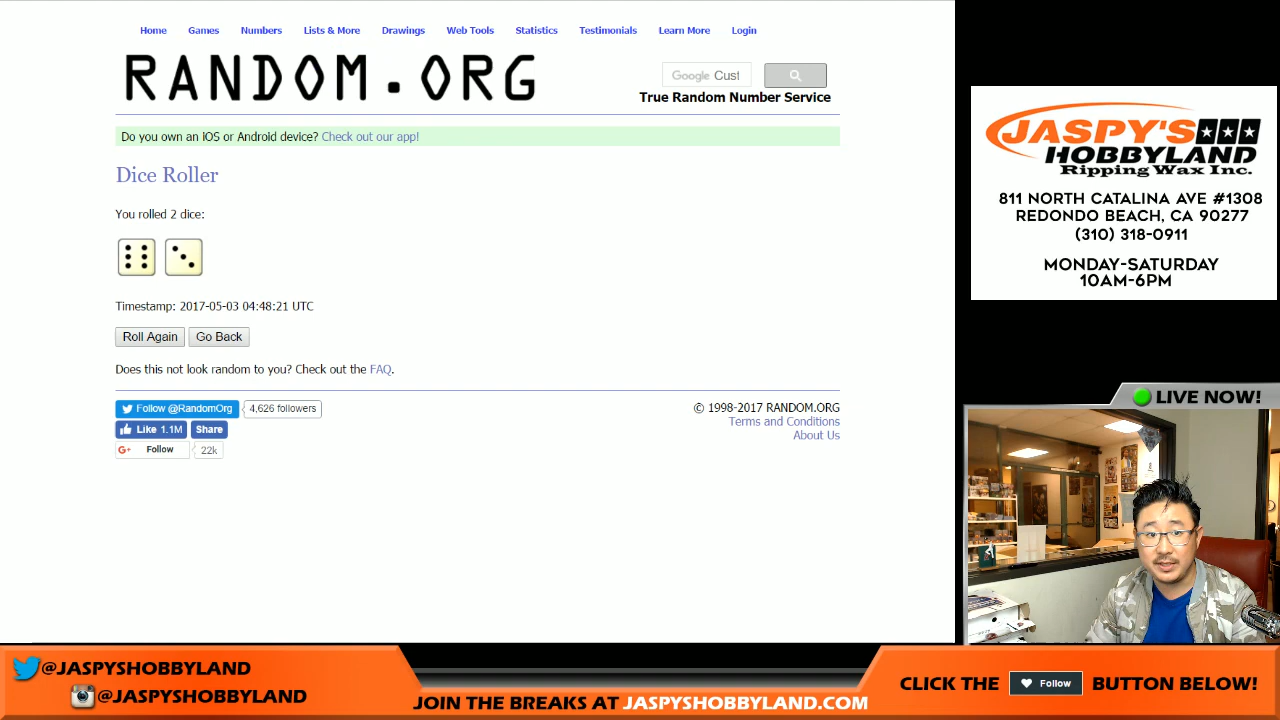 Home Games Numbers Lists & More Drawings Web Tools Statistics Testimonials Learn More Login
RANDOM.ORG
Google Cust
True Random Number Service
Do you own an iOS or Android device? Check out our app!
Dice Roller
You rolled 2 dice:
Timestamp: 2017-05-03 04:48:21 UTC
Roll Again Go Back
Does this not look random to you? Check out the FAQ.
Follow @RandomOrg 4,626 followers
Like 1.1M Share
G+ Follow 22k
© 1998-2017 RANDOM.ORG
Terms and Conditions
About Us
JASPY'S
HOBBYLAND
Ripping Wax Inc.
811 NORTH CATALINA AVE #1308
REDONDO BEACH, CA 90277
(310) 318-0911
MONDAY-SATURDAY
10AM-6PM
LIVE NOW!
@JASPYSHOBBYLAND
@JASPYSHOBBYLAND
JOIN THE BREAKS AT JASPYSHOBBYLAND.COM
CLICK THE Follow BUTTON BELOW!